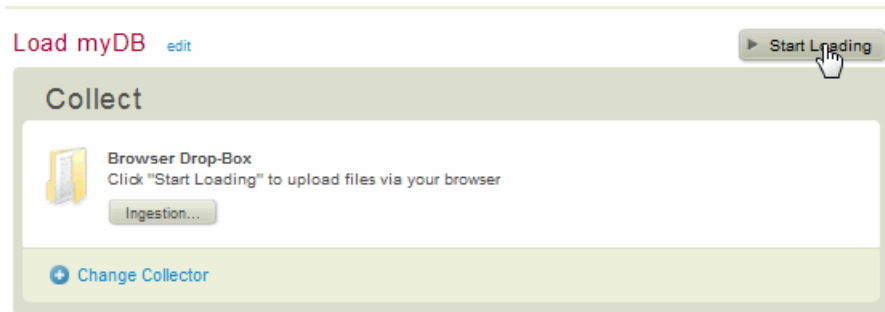 Load myDB edit
Start Loading
Collect
Browser Drop-Box
Click "Start Loading" to upload files via your browser
Ingestion...
Change Collector